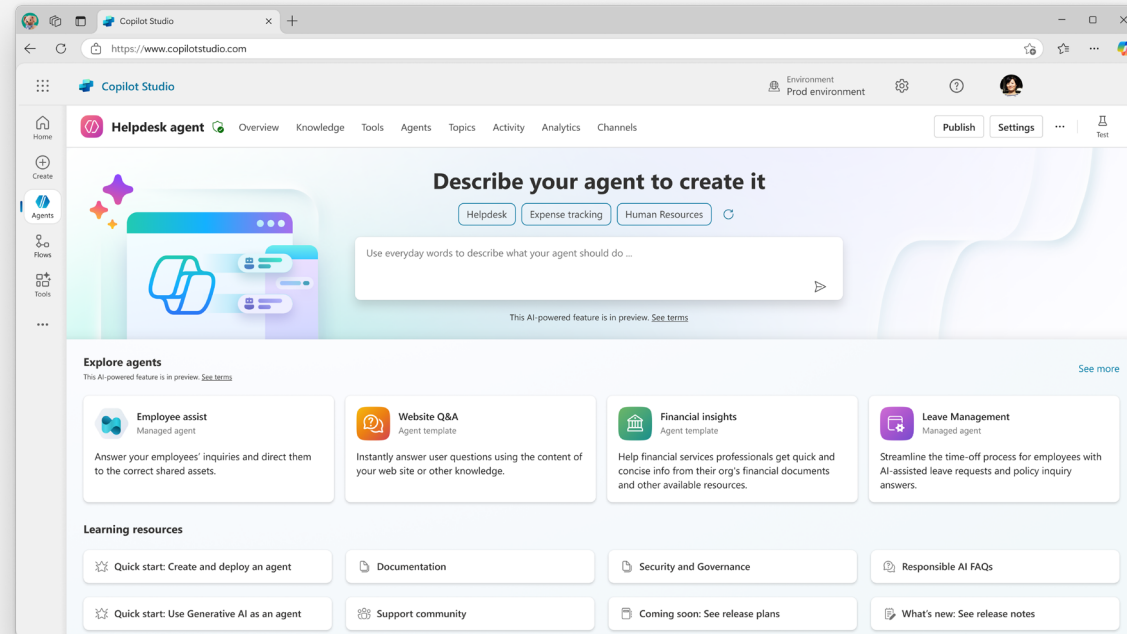 Copilot Studio
https://www.copilotstudio.com
Copilot Studio
Environment
Prod environment
Helpdesk agent
Overview
Knowledge
Tools
Agents
Topics
Activity
Analytics
Channels
Publish
Settings
Test
Home
Create
Agents
Flows
Tools
Describe your agent to create it
Helpdesk
Expense tracking
Human Resources
Use everyday words to describe what your agent should do ...
This AI-powered feature is in preview. See terms
Explore agents
This AI-powered feature is in preview. See terms
See more
Employee assist
Managed agent
Answer your employees' inquiries and direct them
to the correct shared assets.
Website Q&A
Agent template
Instantly answer user questions using the content of
your web site or other knowledge.
Financial insights
Agent template
Help financial services professionals get quick and
concise info from their org's financial documents
and other available resources.
Leave Management
Managed agent
Streamline the time-off process for employees with
AI-assisted leave requests and policy inquiry
answers.
Learning resources
Quick start: Create and deploy an agent
Documentation
Security and Governance
Responsible AI FAQs
Quick start: Use Generative AI as an agent
Support community
Coming soon: See release plans
What's new: See release notes